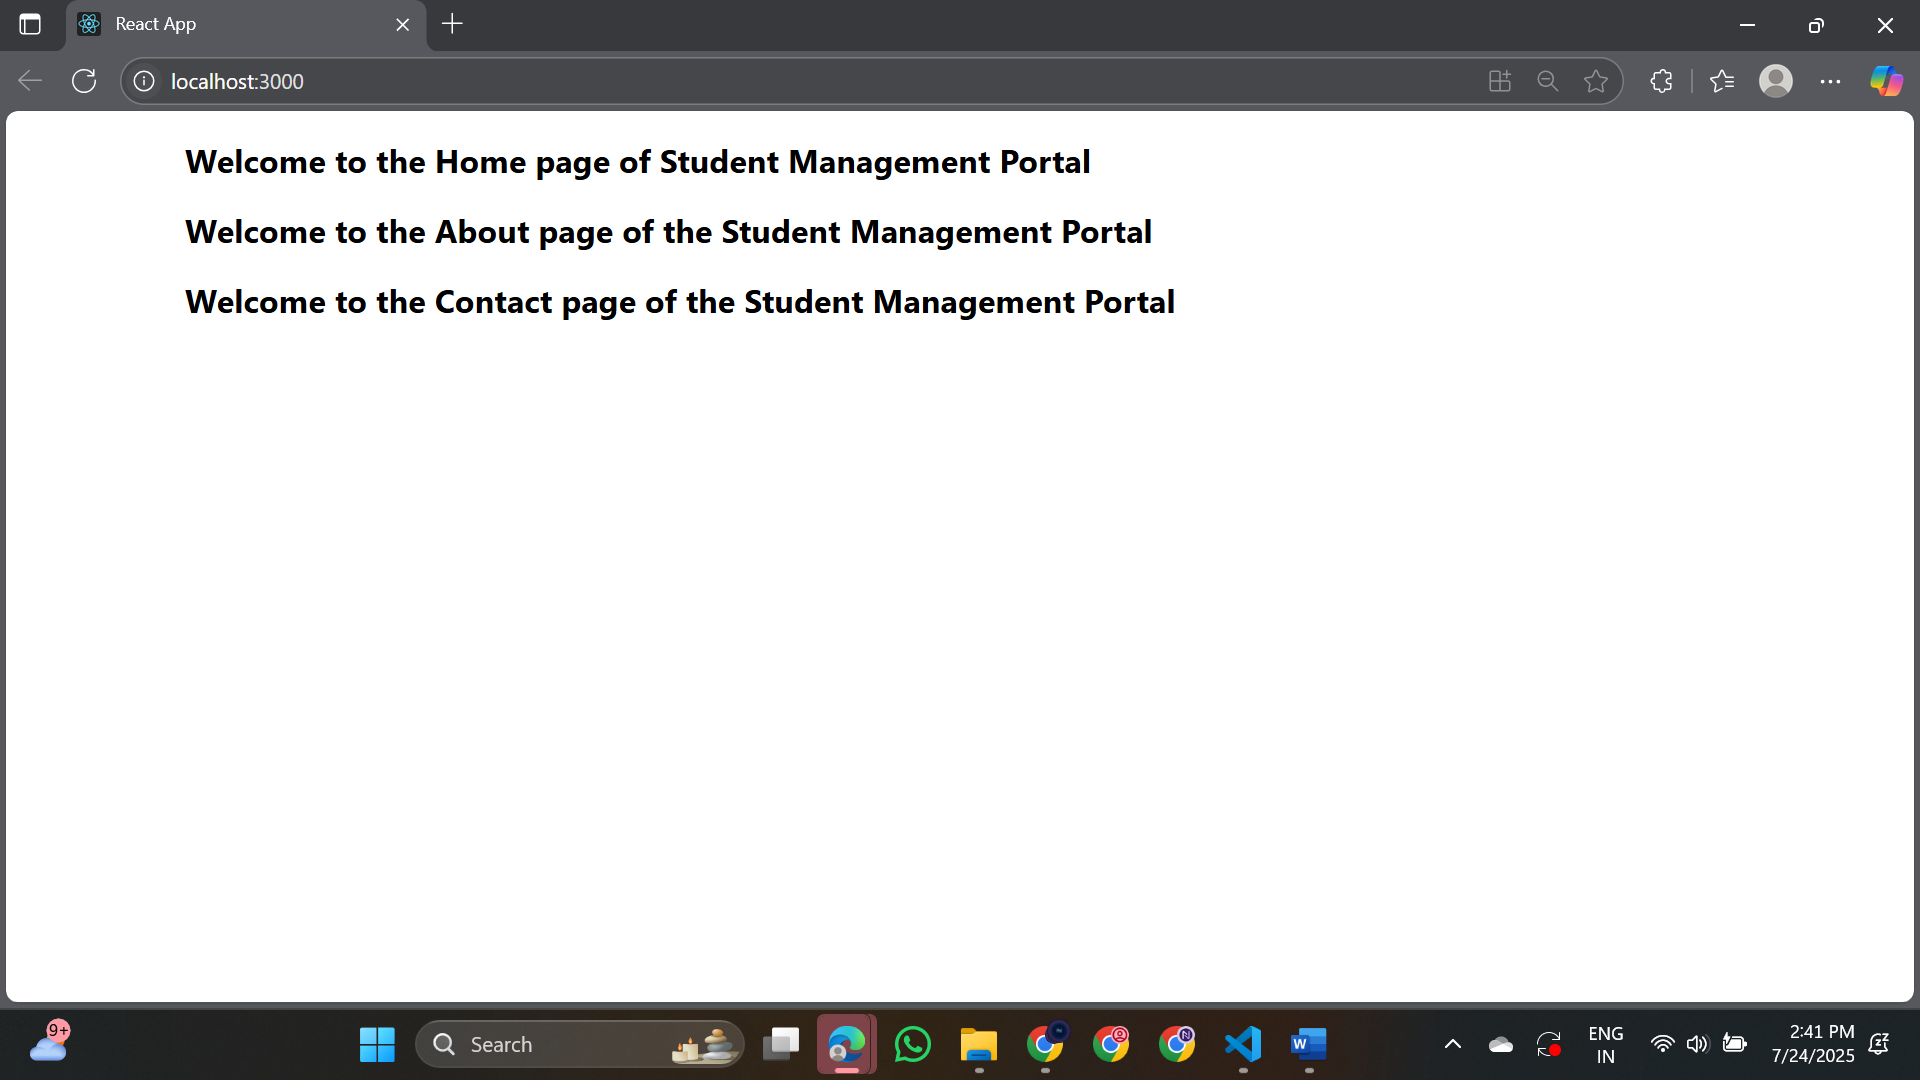 React App
localhost:3000
Welcome to the Home page of Student Management Portal
Welcome to the About page of the Student Management Portal
Welcome to the Contact page of the Student Management Portal
9+
Search
W
ENG
IN
2:41 PM
7/24/2025